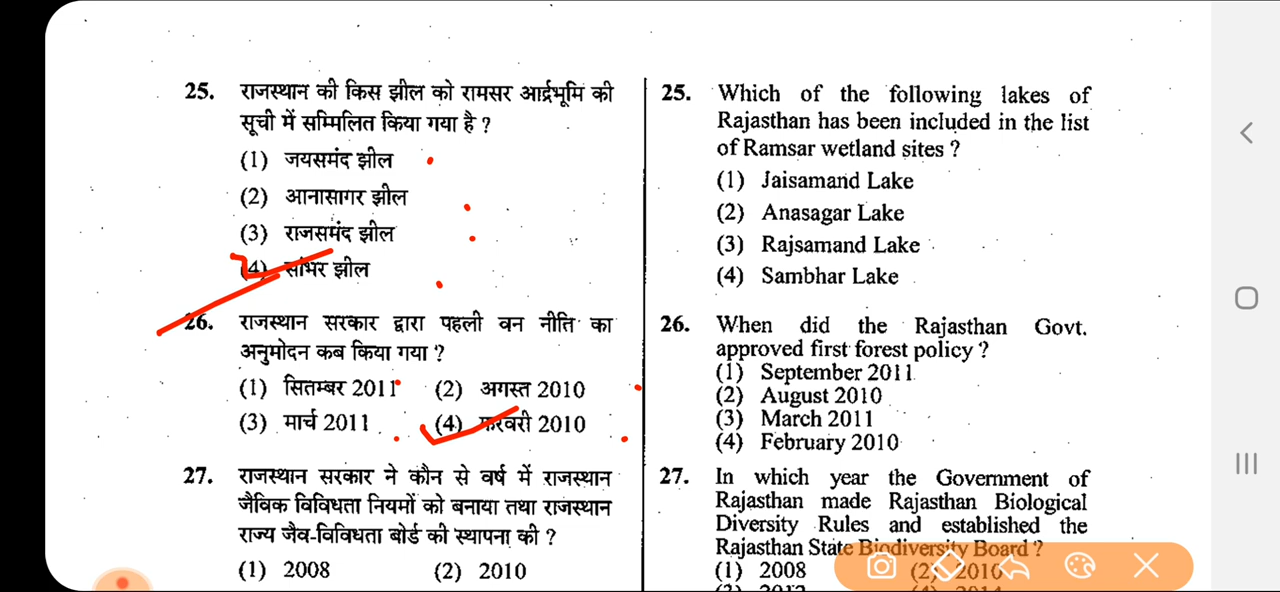 25. राजस्थान की किस झील को रामसर आर्द्रभूमि की
सूची में सम्मिलित किया गया है ?
(1) जयसमंद झील
(2) आनासागर झील
(3) राजसमंद झील
(4) सांभर झील
26. राजस्थान सरकार द्वारा पहली वन नीति का
अनुमोदन कब किया गया ?
(1) सितम्बर 2011 (2) अगस्त 2010
(3) मार्च 2011 (4) फरवरी 2010
27. राजस्थान सरकार ने कौन से वर्ष में राजस्थान
जैविक विविधता नियमों को बनाया तथा राजस्थान
राज्य जैव-विविधता बोर्ड की स्थापना की ?
(1) 2008 (2) 2010
25. Which of the following lakes of
Rajasthan has been included in the list
of Ramsar wetland sites ?
(1) Jaisamand Lake
(2) Anasagar Lake
(3) Rajsamand Lake
(4) Sambhar Lake
26. When did the Rajasthan Govt.
approved first forest policy ?
(1) September 2011
(2) August 2010
(3) March 2011
(4) February 2010
27. In which year the Government of
Rajasthan made Rajasthan Biological
Diversity Rules and established the
Rajasthan State Biodiversity Board ?
(1) 2008 (2) 2010